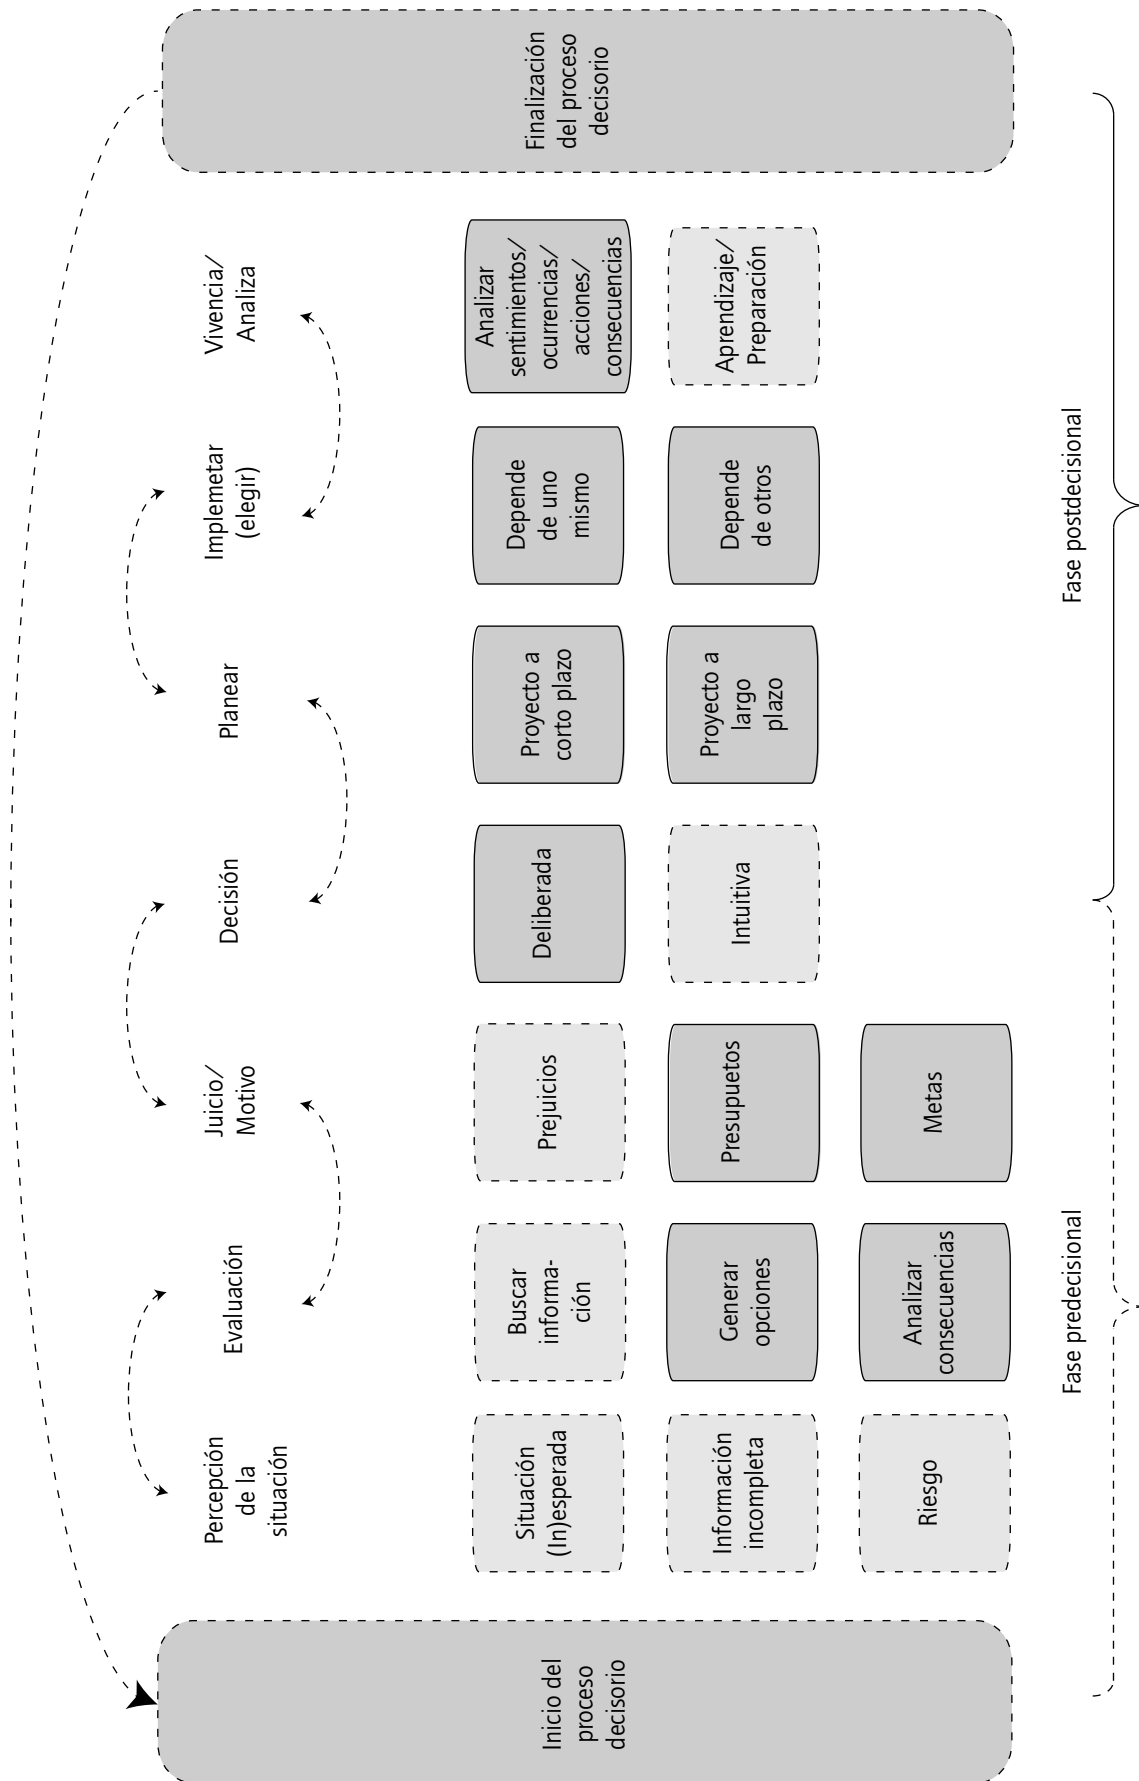 Inicio del
proceso
decisorio
Percepción
de la
situación
Situación
(In)esperada
Información
incompleta
Riesgo
Evaluación
Buscar
informa-
ción
Generar
opciones
Analizar
consecuencias
Juicio/
Motivo
Prejuicios
Presupuetos
Metas
Decisión
Deliberada
Intuitiva
Planear
Proyecto a
corto plazo
Proyecto a
largo
plazo
Implemetar
(elegir)
Depende
de uno
mismo
Depende
de otros
Vivencia/
Analiza
Analizar
sentimientos/
ocurrencias/
acciones/
consecuencias
Aprendizaje/
Preparación
Finalización
del proceso
decisorio
Fase predecisional
Fase postdecisional